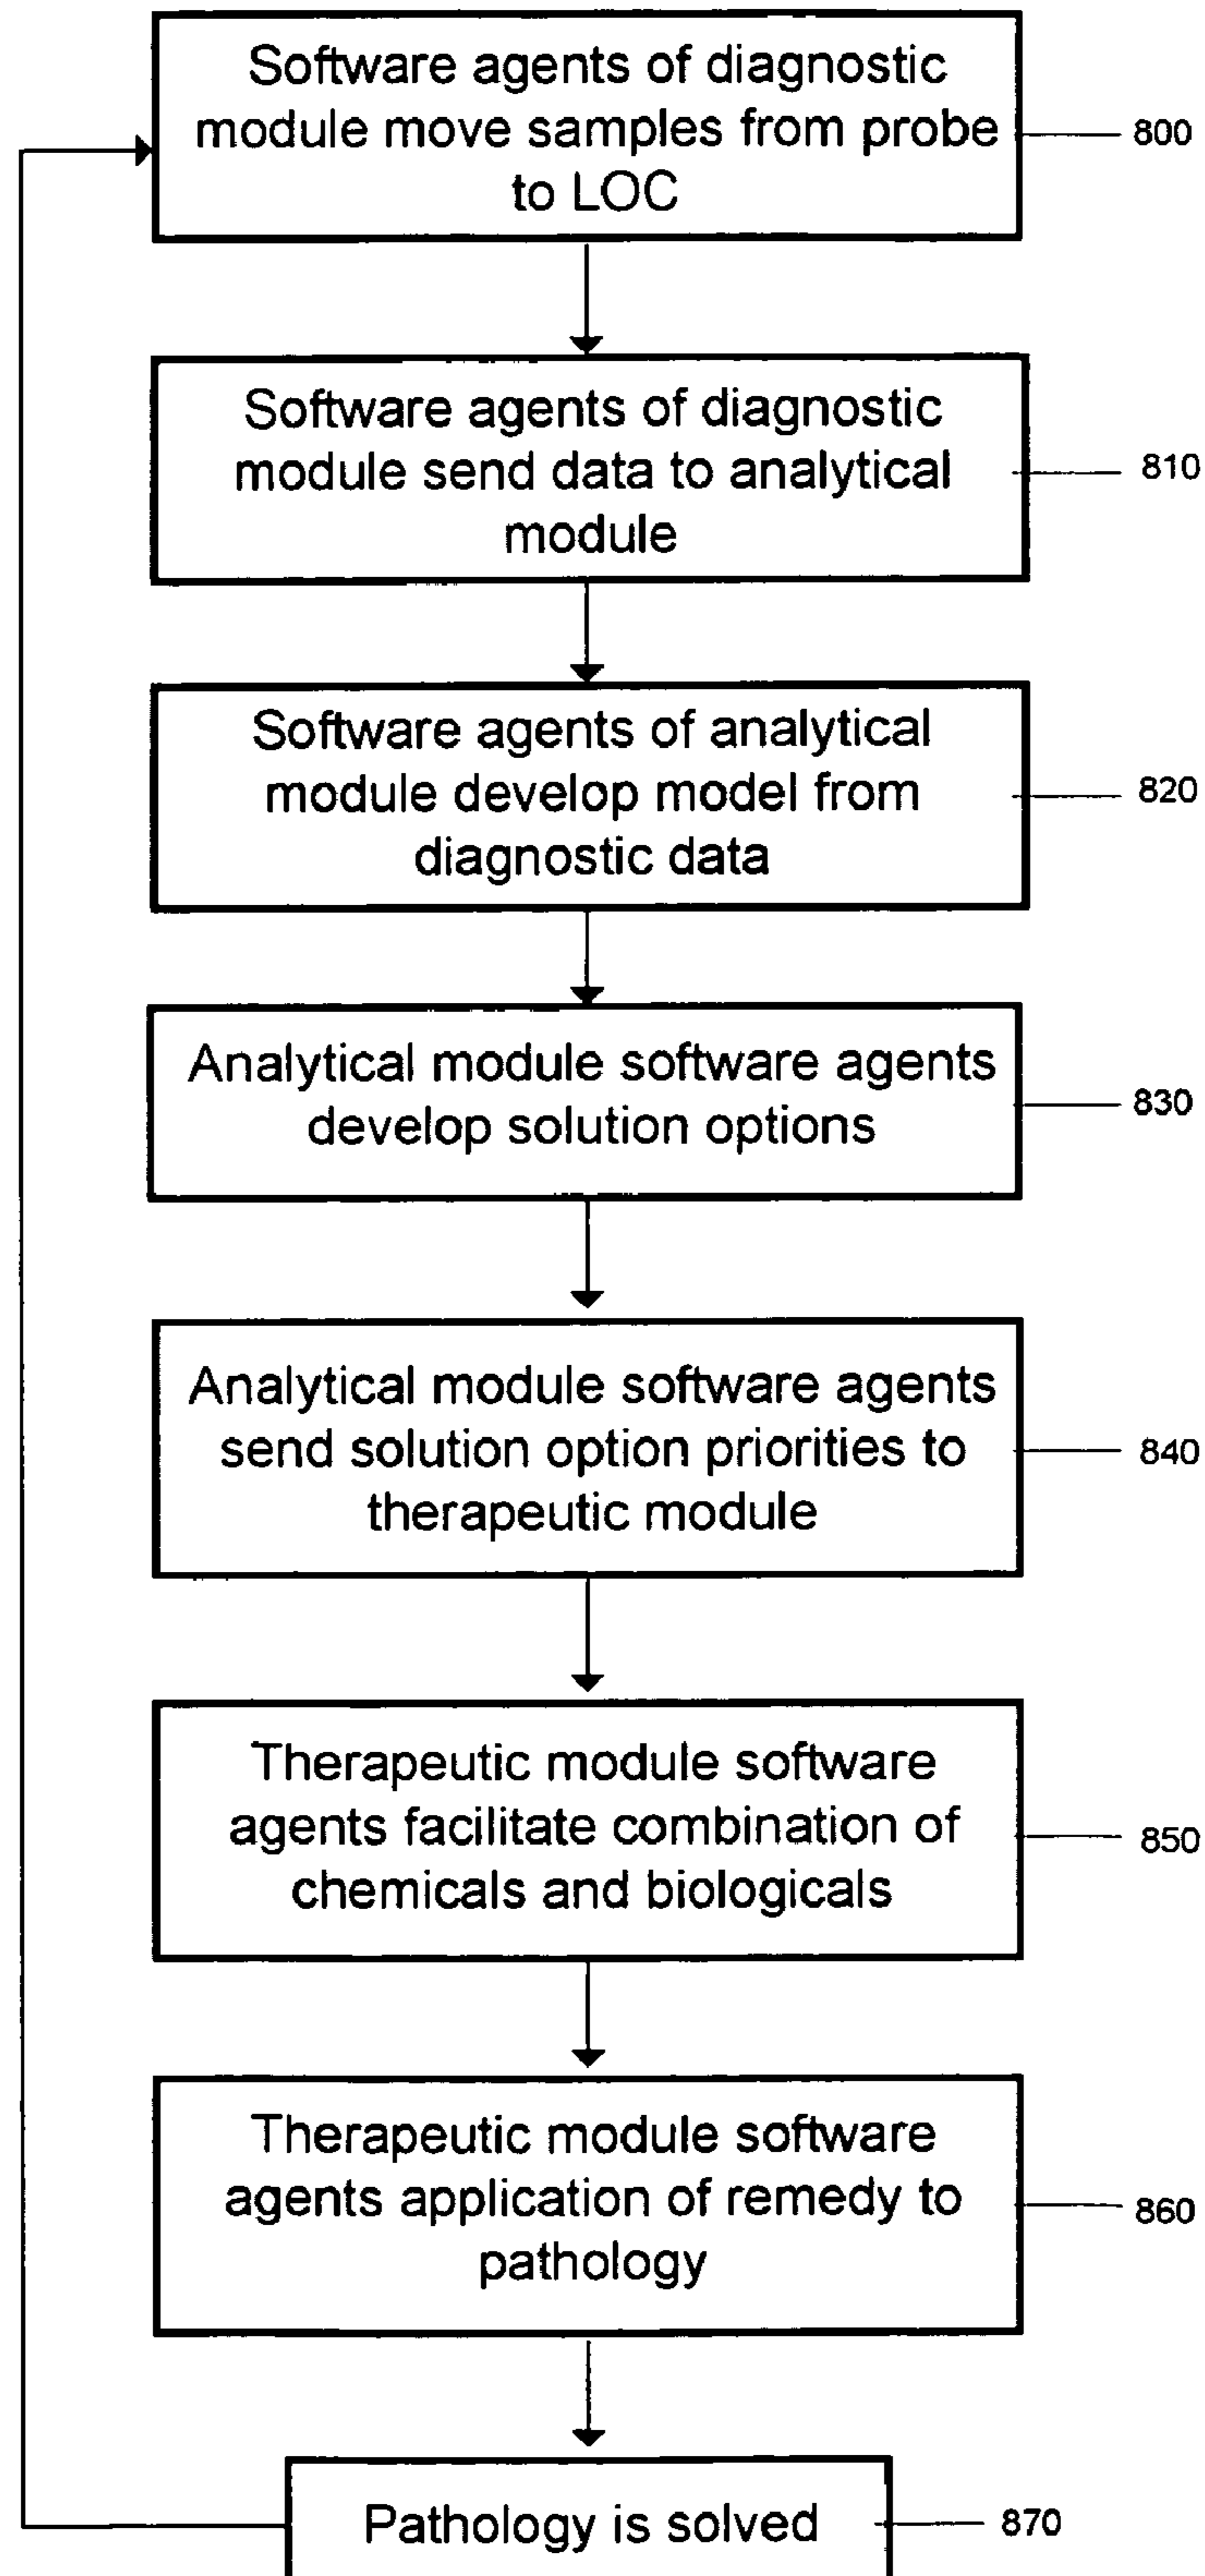 Software agents of diagnostic
module move samples from probe
to LOC
800
Software agents of diagnostic
module send data to analytical
module
810
Software agents of analytical
module develop model from
diagnostic data
820
Analytical module software agents
develop solution options
830
Analytical module software agents
send solution option priorities to
therapeutic module
840
Therapeutic module software
agents facilitate combination of
chemicals and biologicals
850
Therapeutic module software
agents application of remedy to
pathology
860
Pathology is solved
870